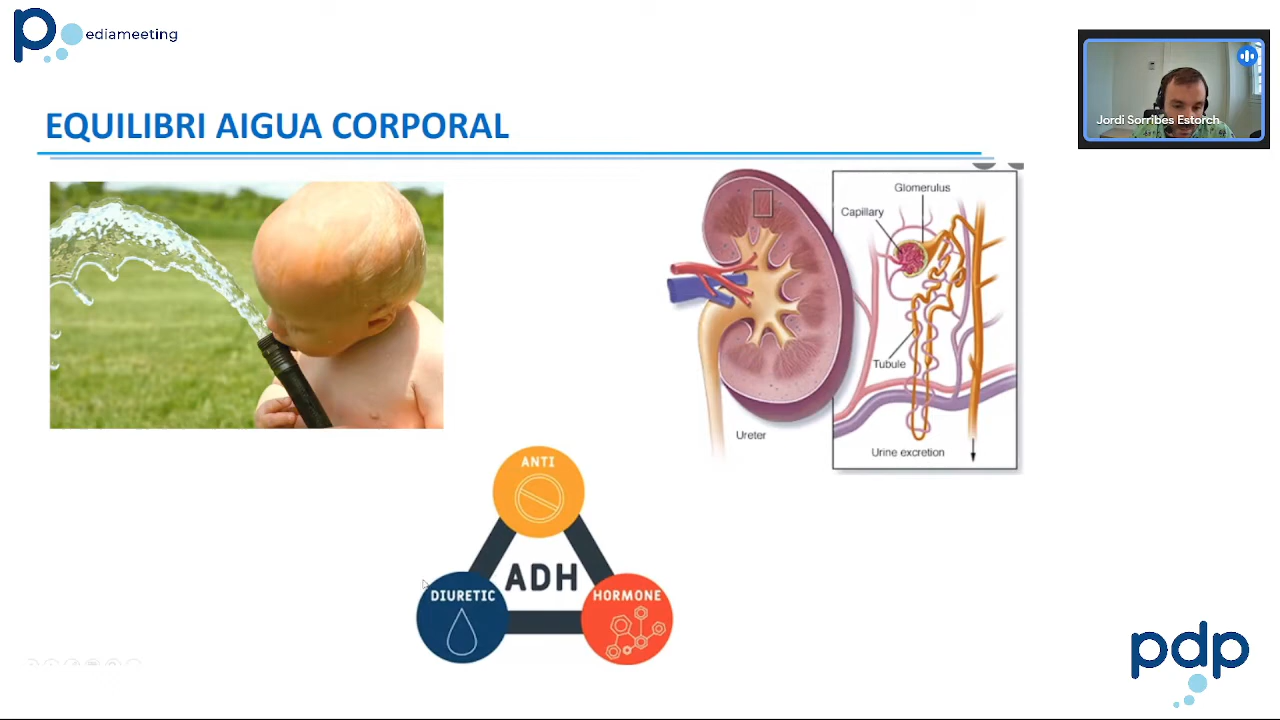 ediameeting
Jordi Sorribes Estorch
EQUILIBRI AIGUA CORPORAL
Glomerulus
Capillary
Tubule
Ureter
Urine excretion
ANTI
ADH
DIURETIC
HORMONE
pdp